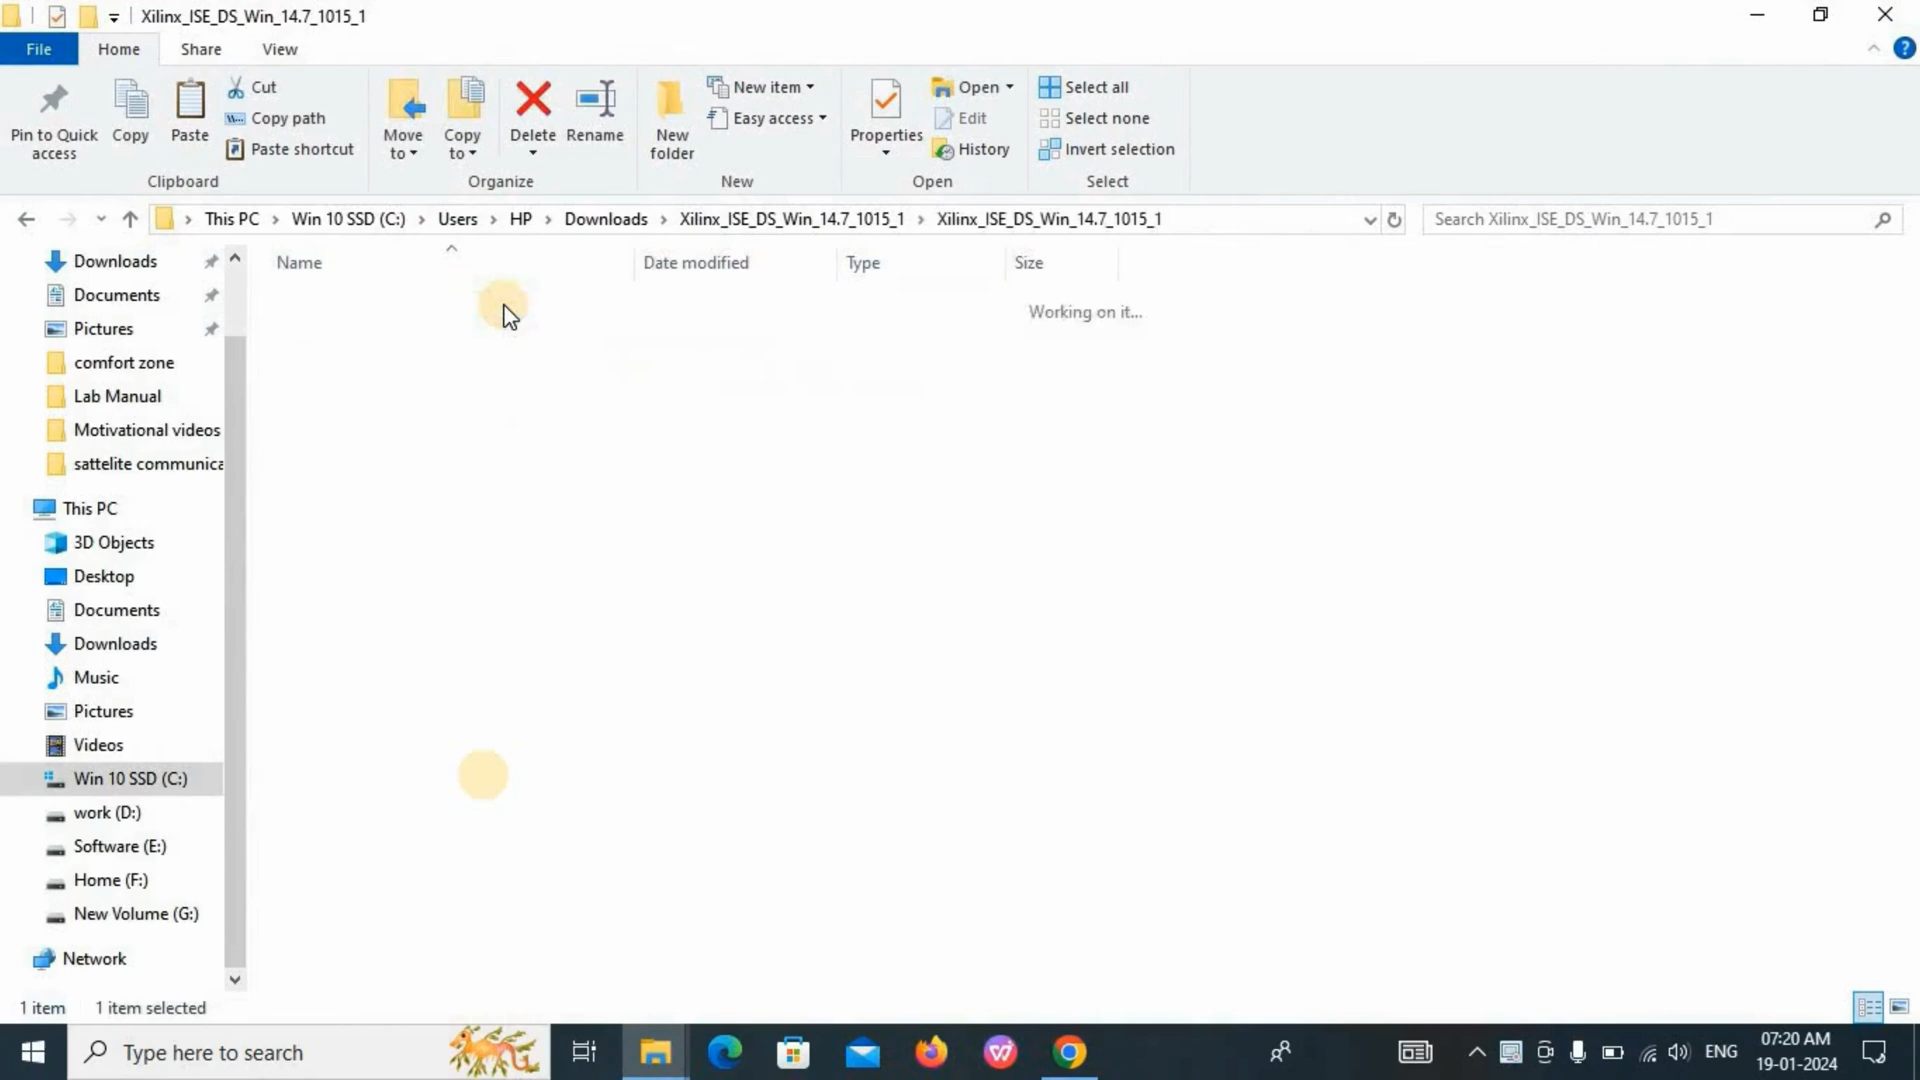 Xilinx_ISE_DS_Win_14.7_1015_1
File Home Share View
Pin to Quick access
Copy
Paste
Cut
Copy path
Paste shortcut
Clipboard
Move to
Copy to
Delete
Rename
Organize
New folder
New item
Easy access
New
Properties
Open
Edit
History
Open
Select all
Select none
Invert selection
Select
This PC Win 10 SSD (C:) Users HP Downloads Xilinx_ISE_DS_Win_14.7_1015_1 Xilinx_ISE_DS_Win_14.7_1015_1
Search Xilinx_ISE_DS_Win_14.7_1015_1
Name Date modified Type Size
Working on it...
Downloads
Documents
Pictures
comfort zone
Lab Manual
Motivational videos
sattelite communica
This PC
3D Objects
Desktop
Documents
Downloads
Music
Pictures
Videos
Win 10 SSD (C:)
work (D:)
Software (E:)
Home (F:)
New Volume (G:)
Network
1 item 1 item selected
Type here to search
ENG
07:20 AM
19-01-2024